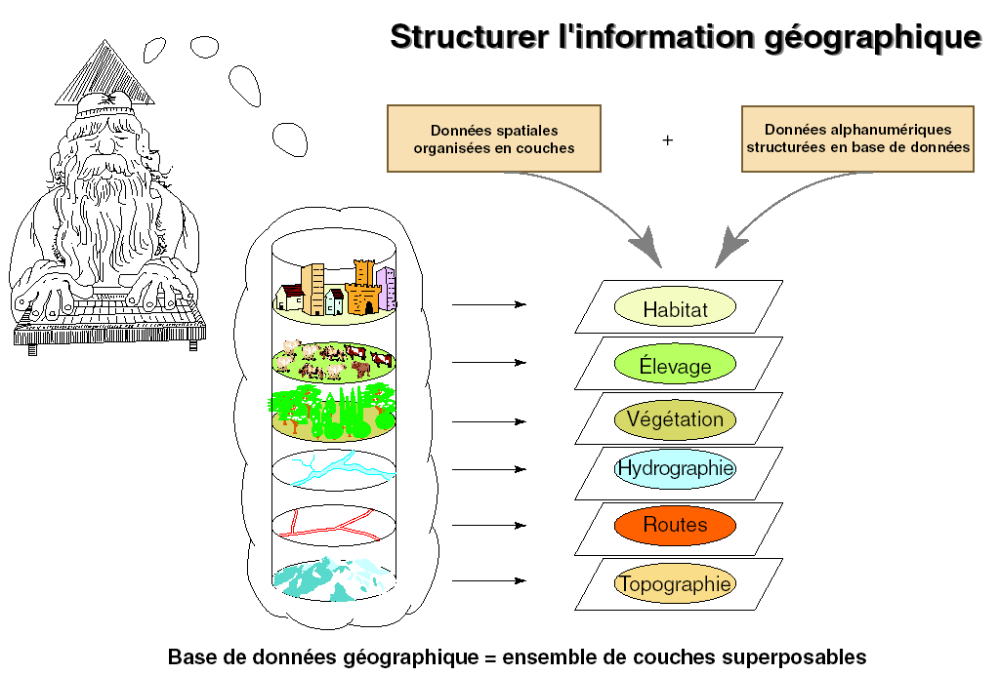 Structurer l'information géographique
Données spatiales
organisées en couches
+
Données alphanumériques
structurées en base de données
Habitat
Élevage
Végétation
Hydrographie
Routes
Topographie
Base de données géographique = ensemble de couches superposables